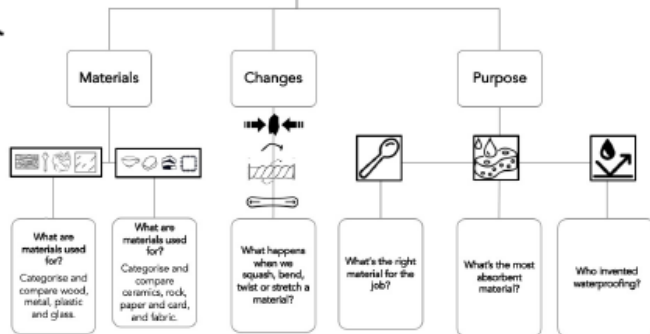 Materials
Changes
Purpose
What are
materials used
for?
Categorise and
compare wood,
metal, plastic
and glass.
What are
materials used
for?
Categorise and
compare
ceramics, rock,
paper and card,
and fabric.
What happens
when we
squash, bend,
twist or stretch a
material?
What's the right
material for the
job?
What's the most
absorbent
material?
Who invented
waterproofing?